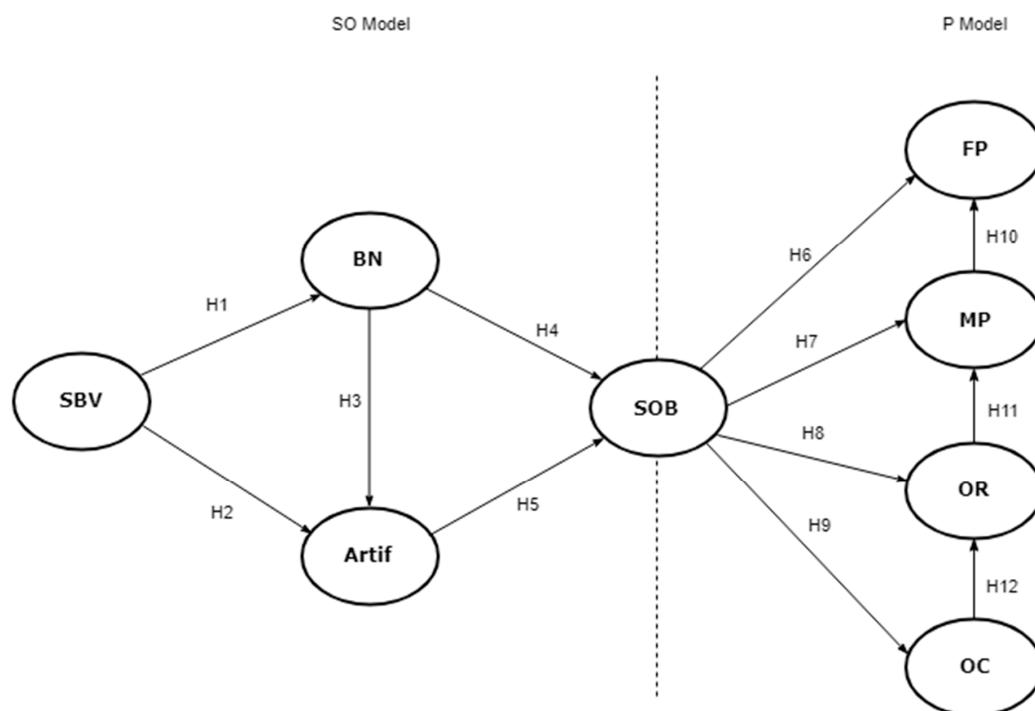 SO Model
P Model
FP
H10
H6
BN
MP
H1
H4
H7
H3
H11
SBV
SOB
H8
H2
H5
OR
H9
Artif
H12
OC